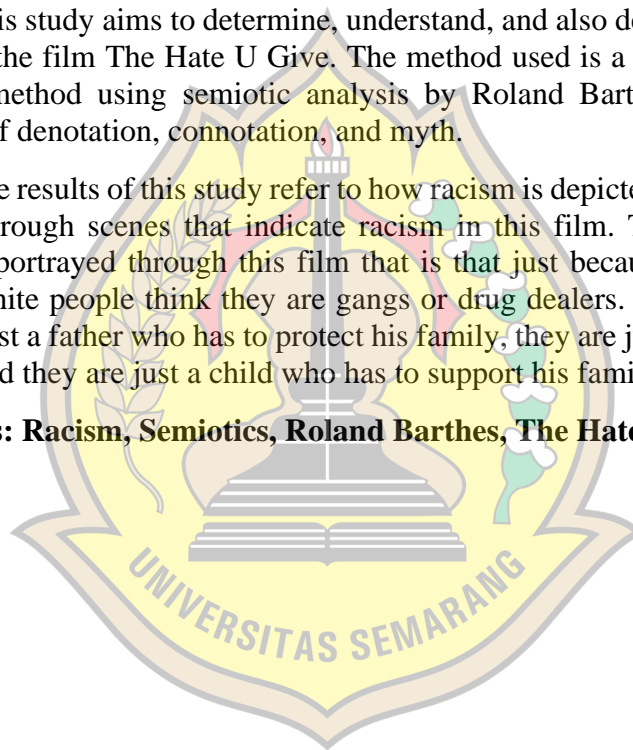 is study aims to determine, understand, and also de
the film The Hate U Give. The method used is a
method using semiotic analysis by Roland Bart
f denotation, connotation, and myth.
e results of this study refer to how racism is depicte
rough scenes that indicate racism in this film. T
portrayed through this film that is that just becau
hite people think they are gangs or drug dealers.
st a father who has to protect his family, they are j
d they are just a child who has to support his fami
s: Racism, Semiotics, Roland Barthes, The Hate
UNIVERSITAS SEMARANG